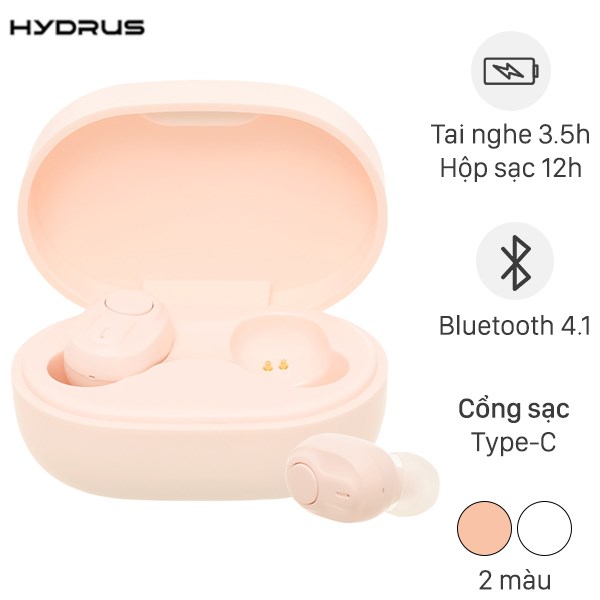 HYDRUS
Tai nghe 3.5h
Hộp sạc 12h
Bluetooth 4.1
Cổng sạc
Type-C
2 màu